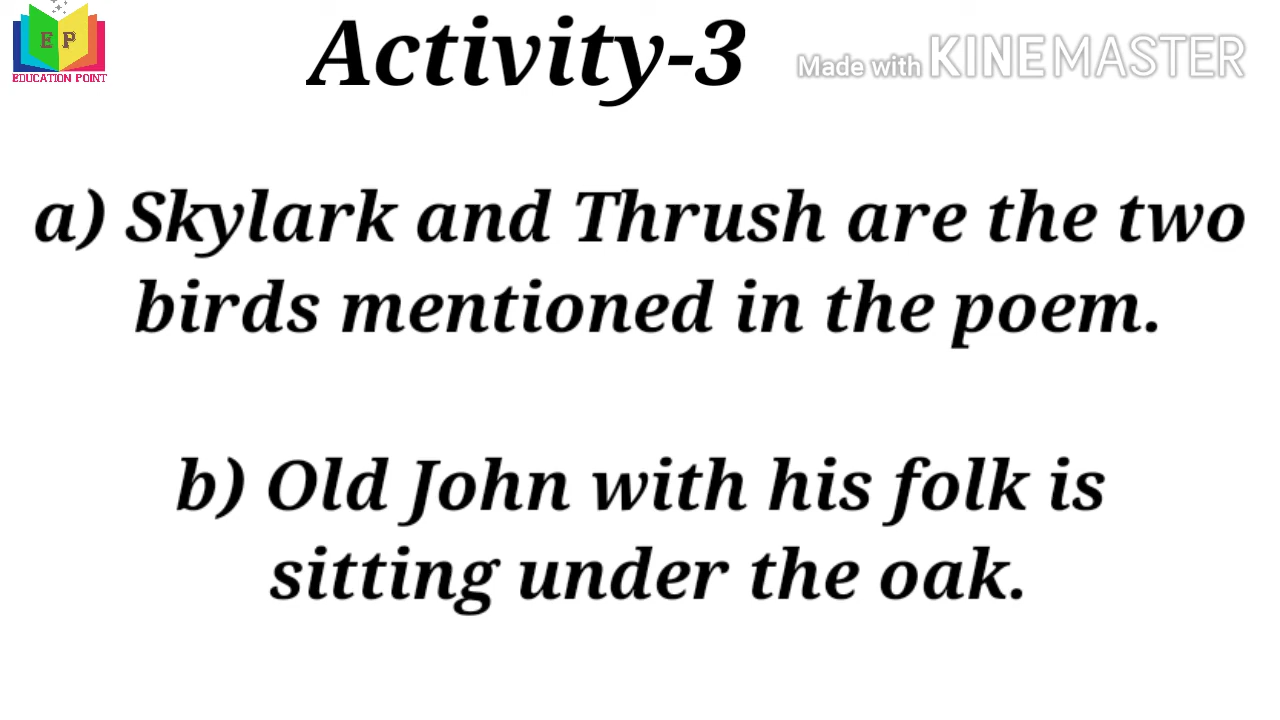 E P
EDUCATION POINT
Activity-3
Made with KINEMASTER
a) Skylark and Thrush are the two
birds mentioned in the poem.
b) Old John with his folk is
sitting under the oak.